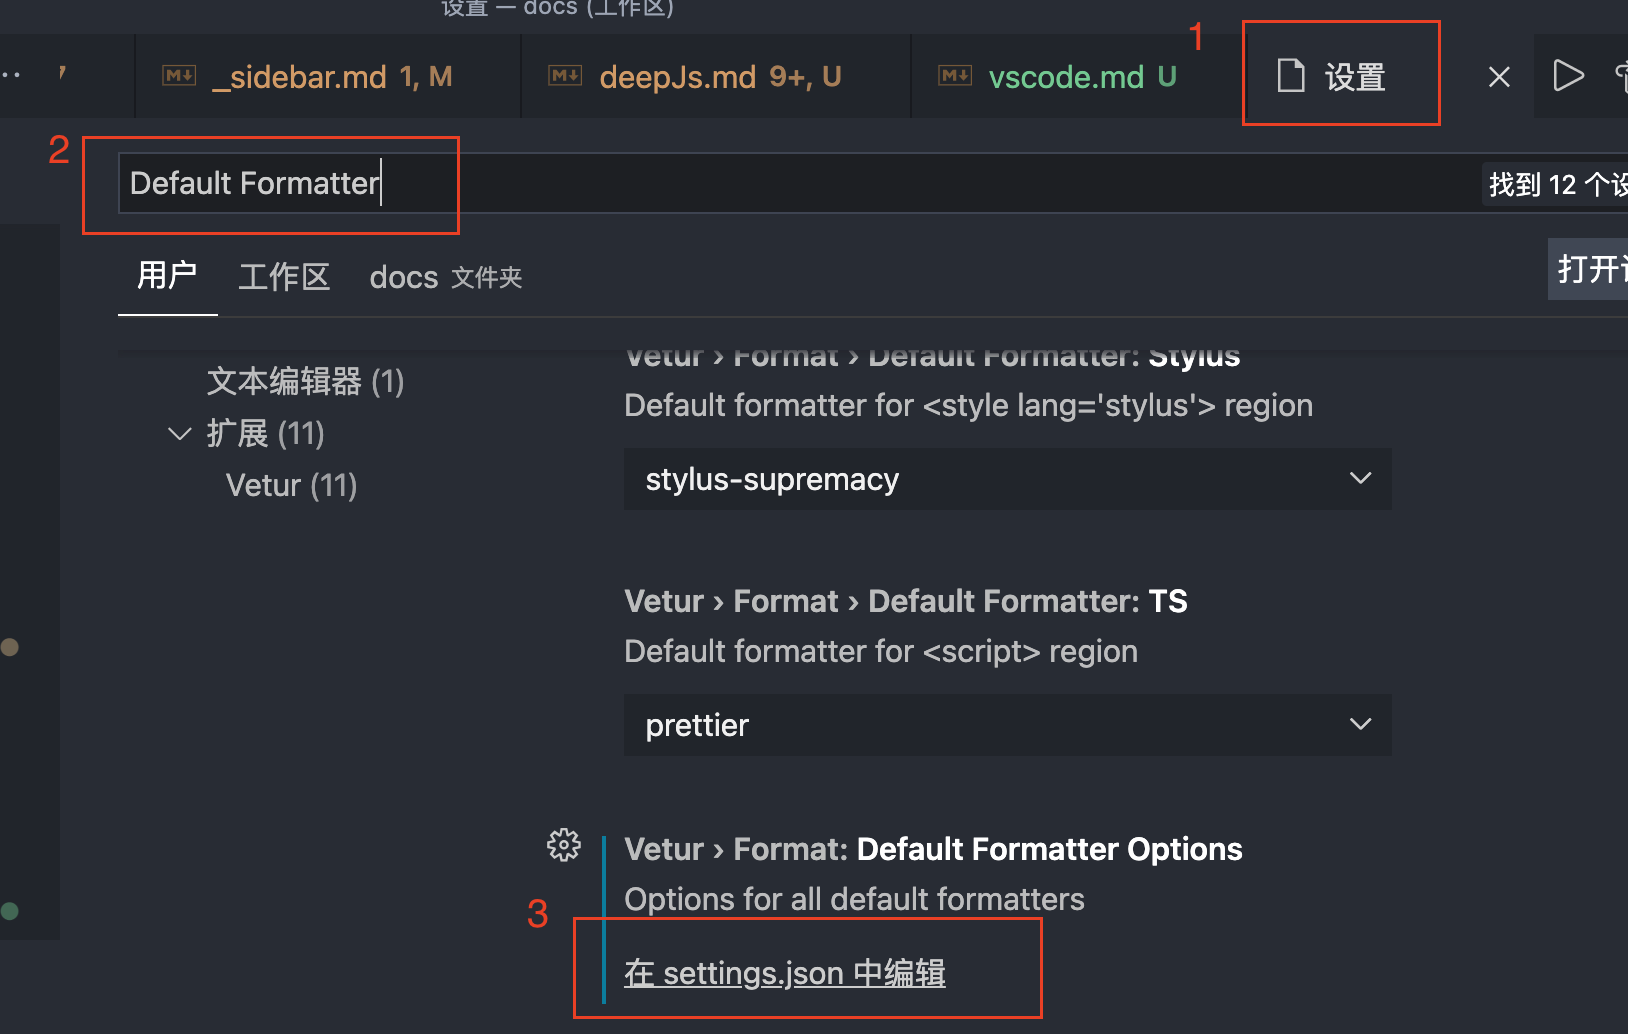 设置 — docs (工作区)
1
_sidebar.md 1, M
deepJs.md 9+, U
vscode.md U
设置
2
Default Formatter
找到 12 个设
用户 工作区 docs 文件夹
打开
文本编辑器 (1)
扩展 (11)
Vetur (11)
Vetur › Format › Default Formatter: Stylus
Default formatter for <style lang='stylus'> region
stylus-supremacy
Vetur › Format › Default Formatter: TS
Default formatter for <script> region
prettier
Vetur › Format: Default Formatter Options
Options for all default formatters
3
在 settings.json 中编辑